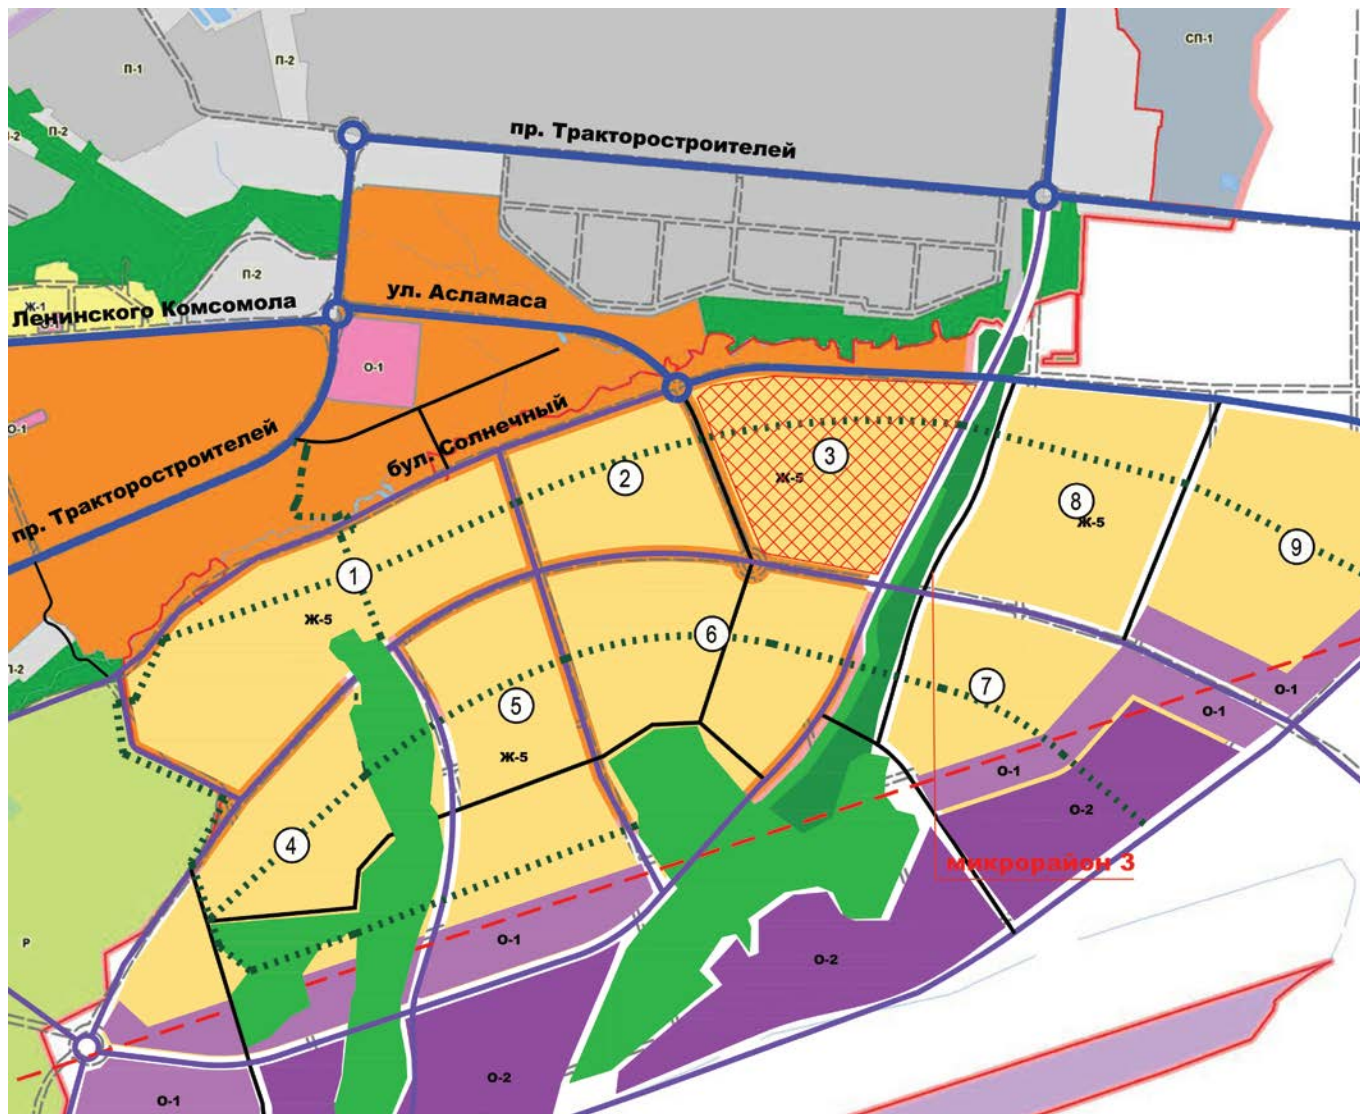 СП-1
П-1
П-2
П-2
пр. Тракторостроителей
П-2
Ж-1
ул. Асламаса
Ленинского Комсомола
О-1
О-1
бул. Солнечный
пр. Тракторостроителей
3
Ж-5
2
8
Ж-5
9
1
Ж-5
6
П-2
7
5
Ж-5
О-1
О-1
О-1
О-2
4
микрорайон 3
Р
О-1
О-2
О-2
О-1